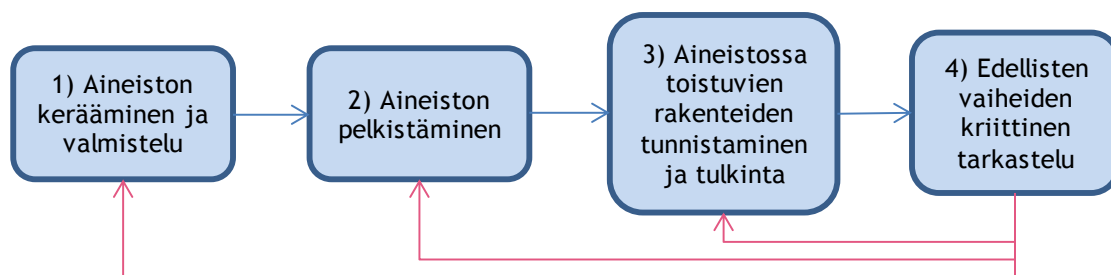 1) Aineiston
kerääminen ja
valmistelu
2) Aineiston
pelkistäminen
3) Aineistossa
toistuvien
rakenteiden
tunnistaminen
ja tulkinta
4) Edellisten
vaiheiden
kriittinen
tarkastelu